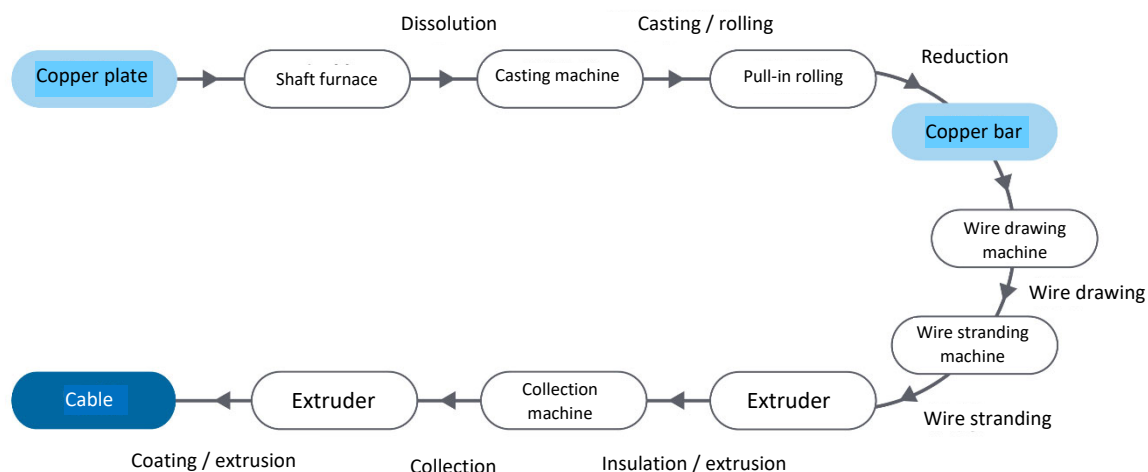 Dissolution
Casting / rolling
Copper plate
Shaft furnace
Casting machine
Pull-in rolling
Reduction
Copper bar
Wire drawing
machine
Wire drawing
Wire stranding
machine
Wire stranding
Extruder
Insulation / extrusion
Collection
machine
Collection
Extruder
Coating / extrusion
Cable